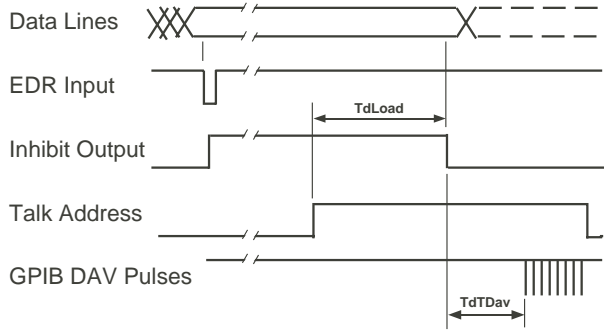 Data Lines
EDR Input
TdLoad
Inhibit Output
Talk Address
GPIB DAV Pulses
TdTDav